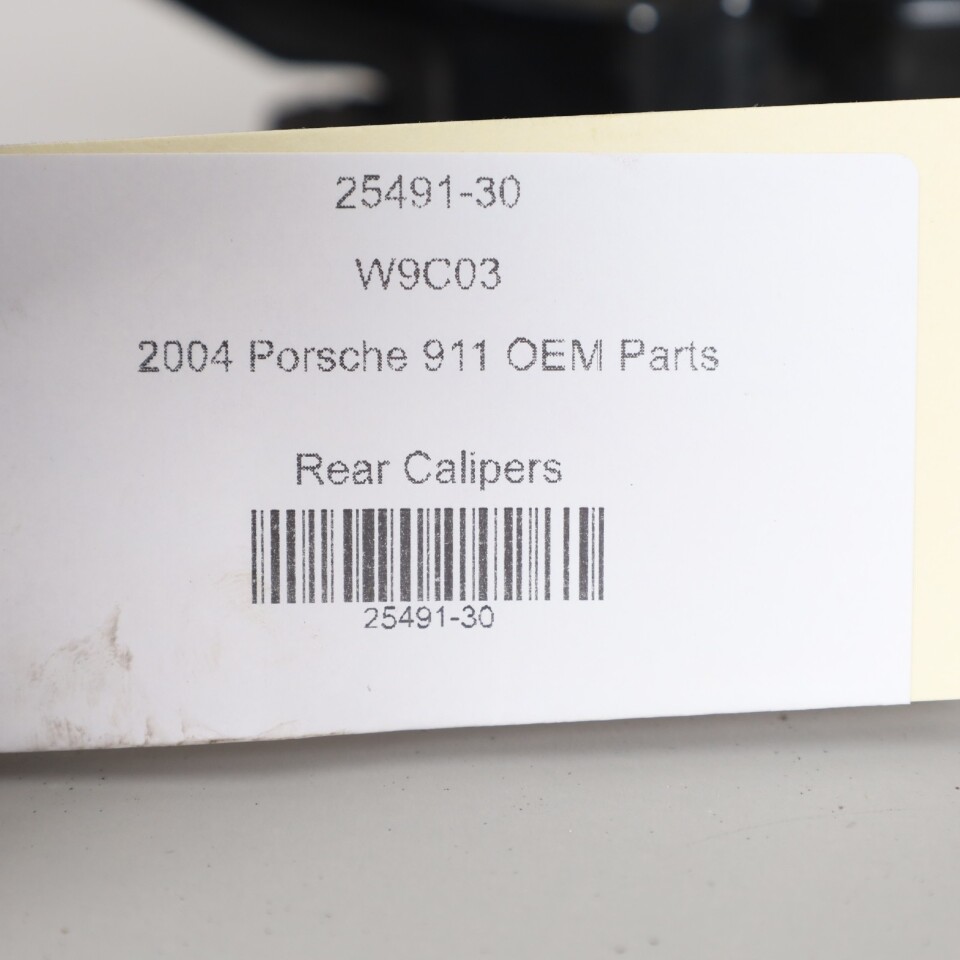 25491-30
W9C03
2004 Porsche 911 OEM Parts
Rear Calipers
25491-30